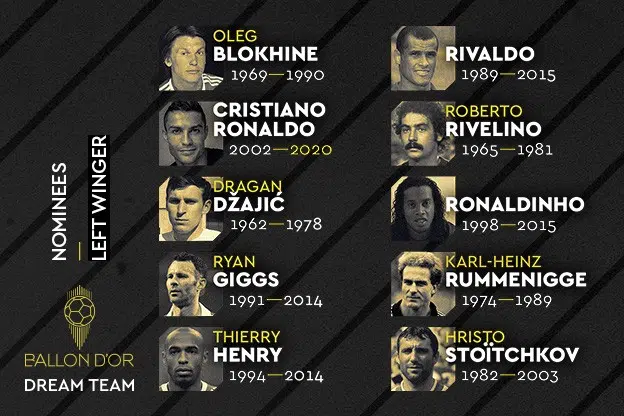 NOMINEES
LEFT WINGER
BALLON D'OR
DREAM TEAM
OLEG
BLOKHINE
1969—1990
CRISTIANO
RONALDO
2002—2020
DRAGAN
DŽAJIĆ
1962—1978
RYAN
GIGGS
1991—2014
THIERRY
HENRY
1994—2014
RIVALDO
1989—2015
ROBERTO
RIVELINO
1965—1981
RONALDINHO
1998—2015
KARL-HEINZ
RUMMENIGGE
1974—1989
HRISTO
STOÏTCHKOV
1982—2003